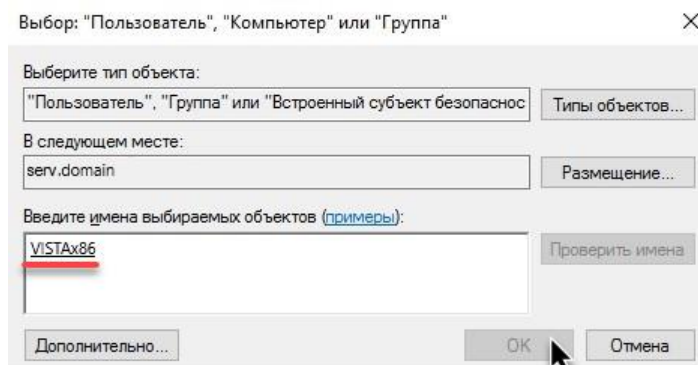 Выбор: "Пользователь", "Компьютер" или "Группа"
Выберите тип объекта:
"Пользователь", "Группа" или "Встроенный субъект безопаснос
Типы объектов...
В следующем месте:
serv.domain
Размещение...
Введите имена выбираемых объектов (примеры):
VISTAx86
Проверить имена
Дополнительно...
OK
Отмена